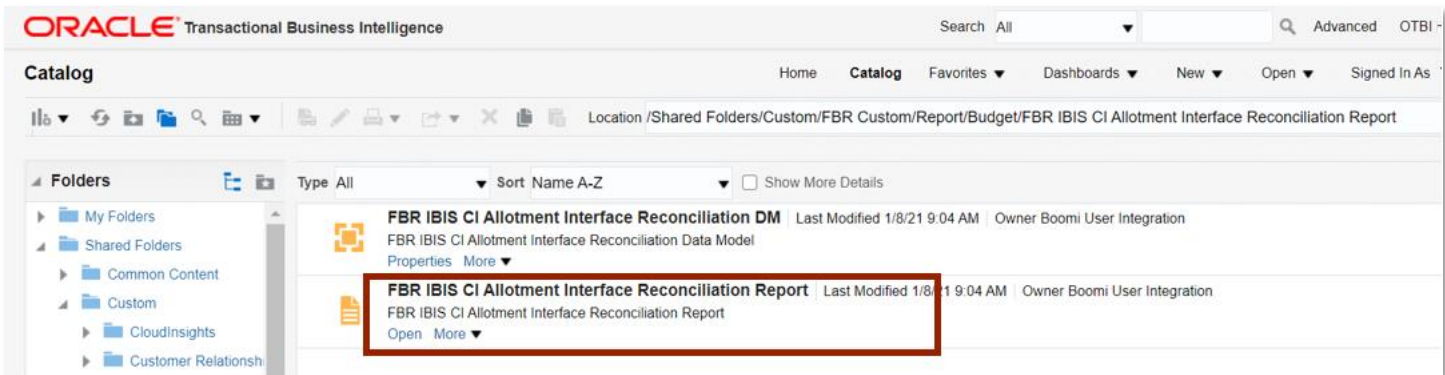 ORACLE Transactional Business Intelligence Search All Advanced OTBI -
Catalog Home Catalog Favorites Dashboards New Open Signed In As
Location /Shared Folders/Custom/FBR Custom/Report/Budget/FBR IBIS CI Allotment Interface Reconciliation Report
Folders Type All Sort Name A-Z Show More Details
My Folders
FBR IBIS CI Allotment Interface Reconciliation DM Last Modified 1/8/21 9:04 AM Owner Boomi User Integration
Shared Folders
FBR IBIS CI Allotment Interface Reconciliation Data Model
Properties More
Common Content
Custom
FBR IBIS CI Allotment Interface Reconciliation Report Last Modified 1/8/21 9:04 AM Owner Boomi User Integration
FBR IBIS CI Allotment Interface Reconciliation Report
CloudInsights
Open More
Customer Relationshi